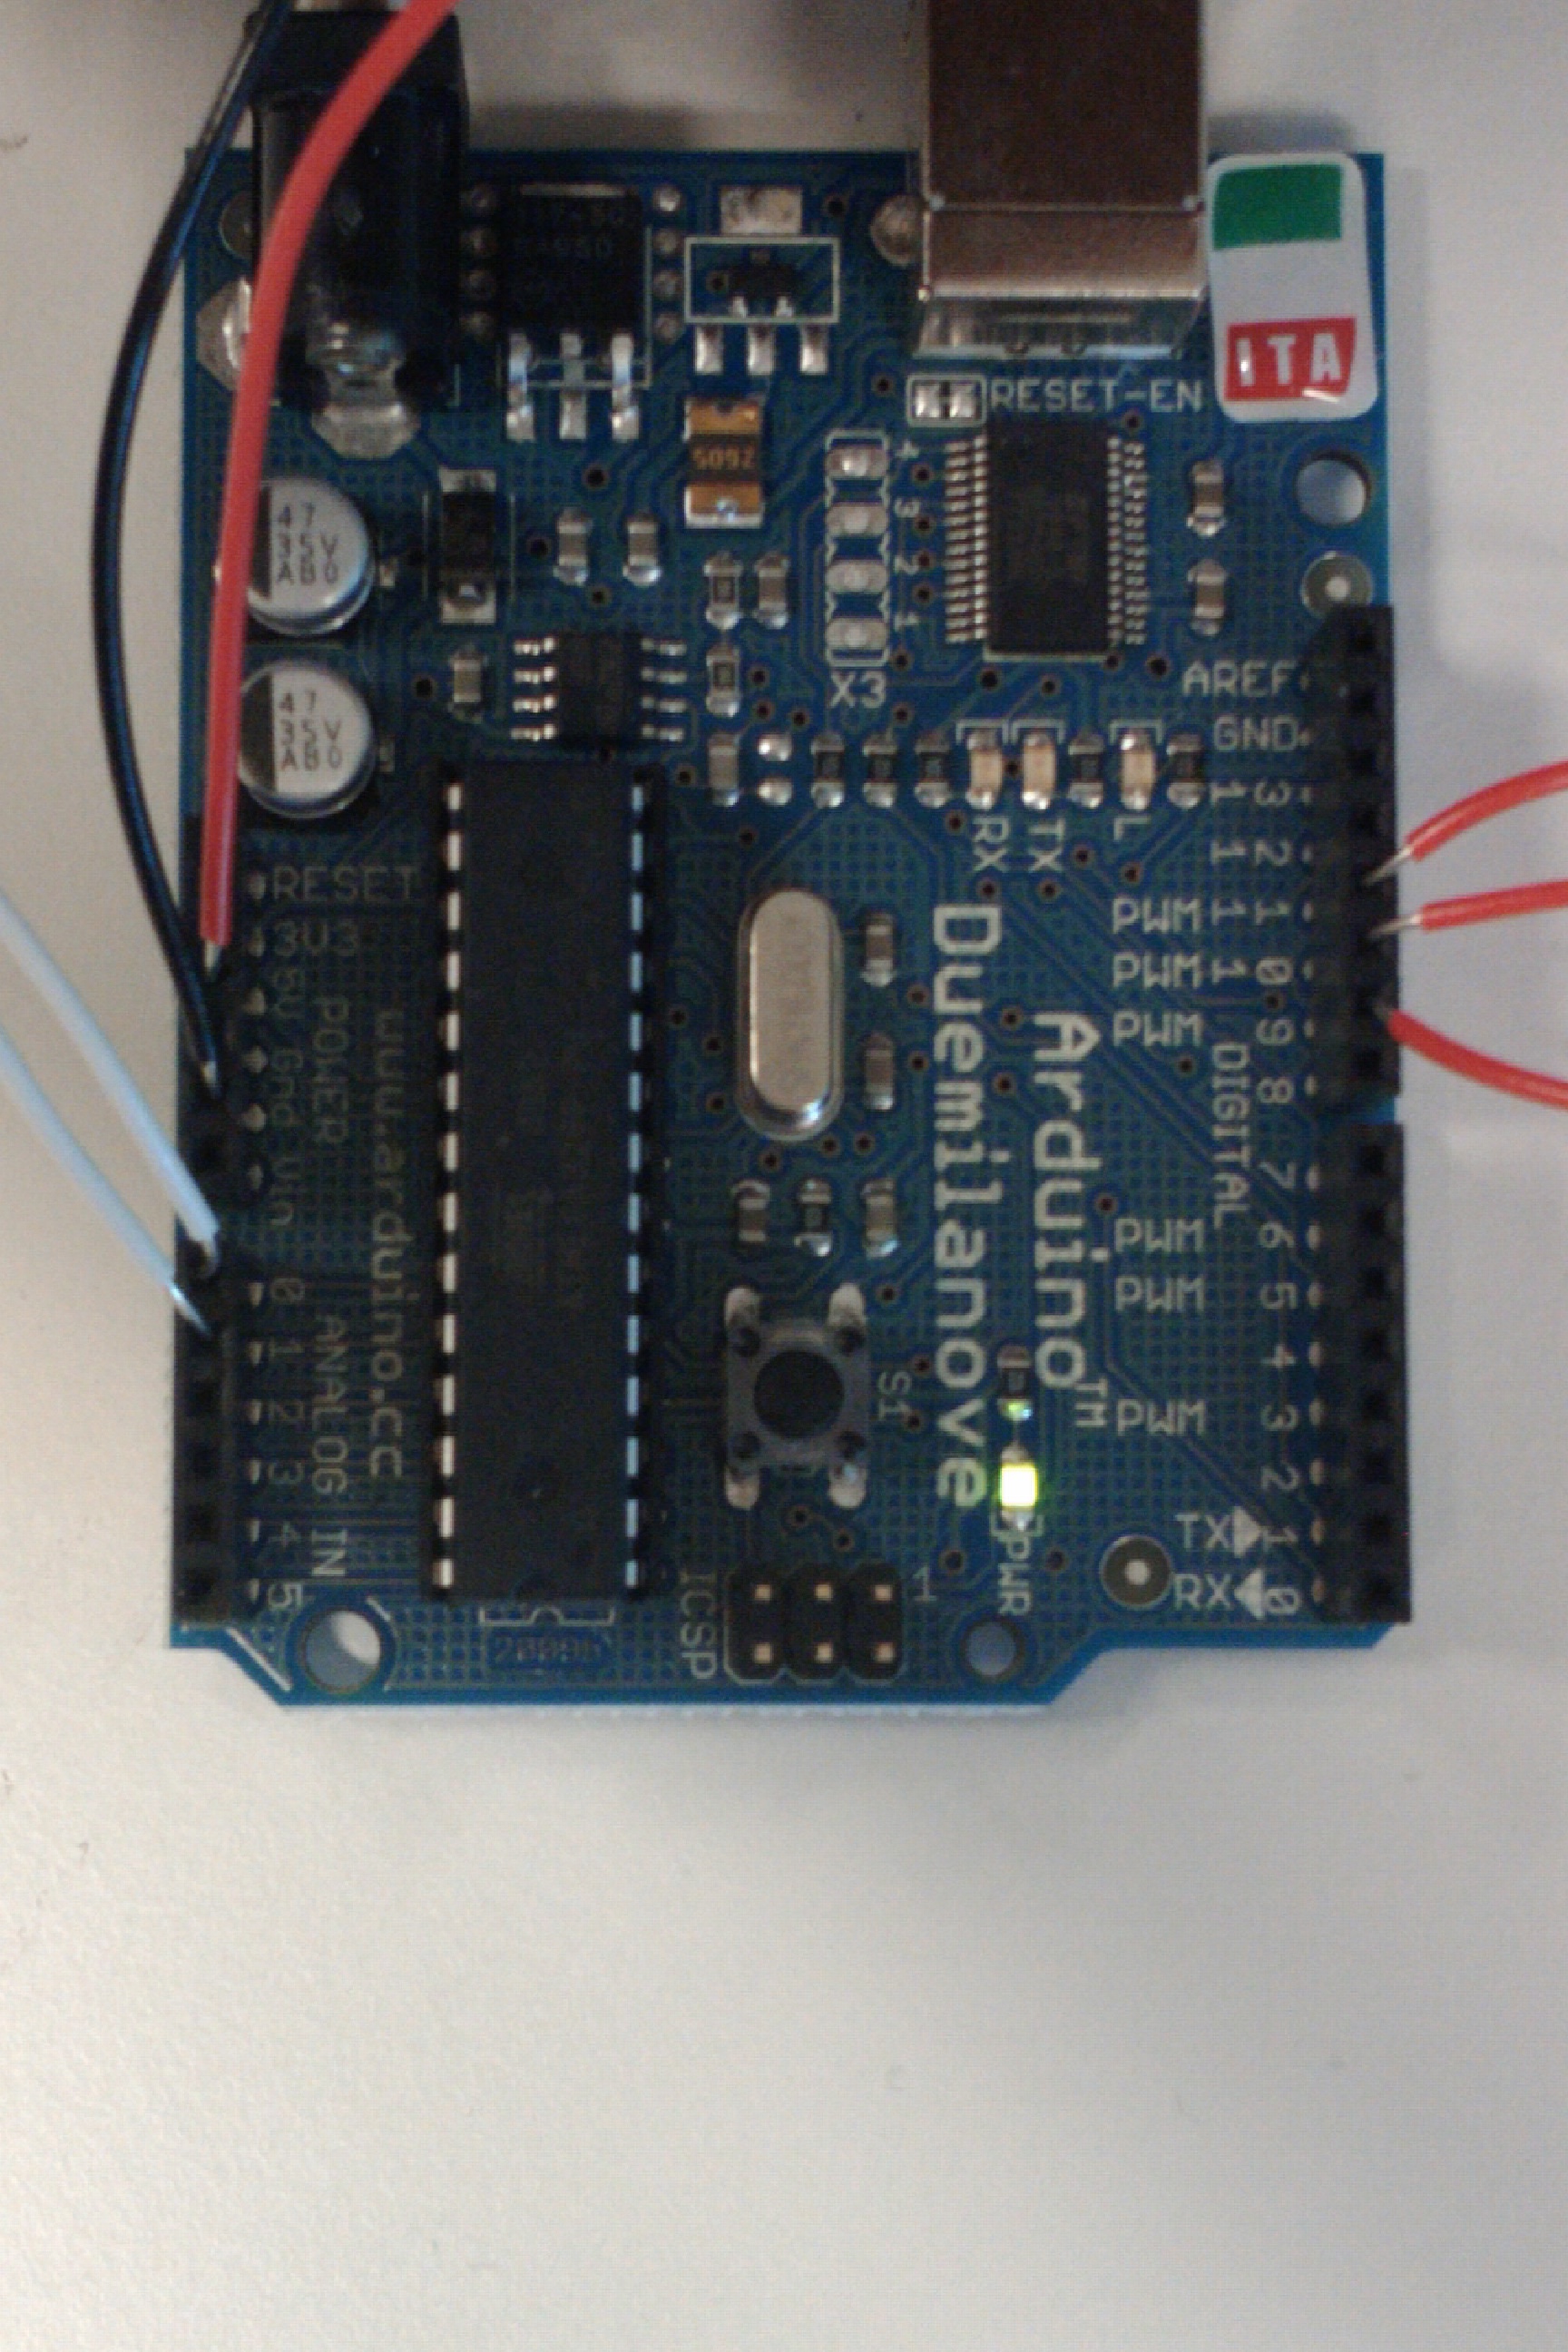 ITA
RESET-EN
47
35V
AB0
47
35V
AB0
4
3
2
1
X3
AREF
GND
13
12
PWM 11
PWM 10
PWM 9
8
RX
TX
L
RESET
3V3
5V
Gnd
Vin
POWER
www.arduino.cc
Arduino™
Duemilanove
DIGITAL
7
PWM 6
PWM 5
4
PWM 3
2
TX 1
RX 0
0
1
2
3
4
5
ANALOG IN
S1
PWR
ICSP
1